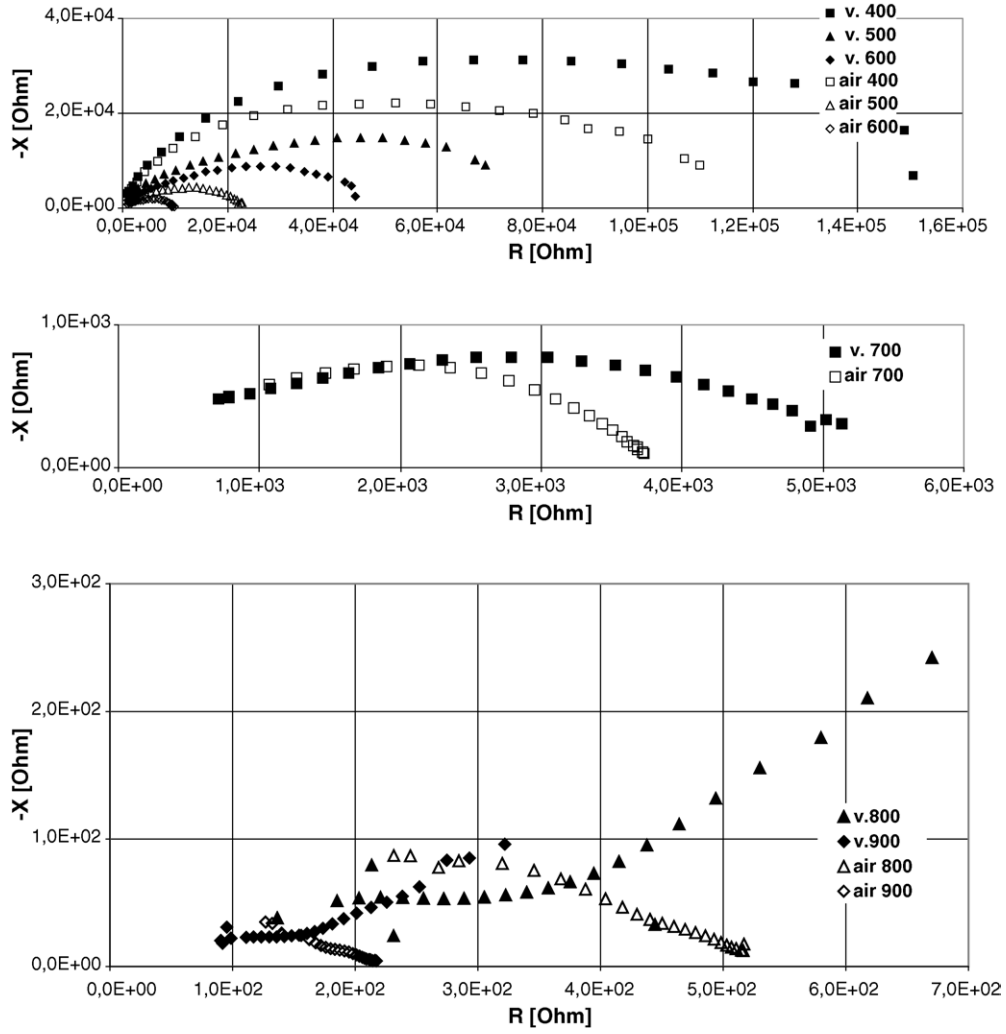 4,0E+04
v. 400
v. 500
v. 600
air 400
air 500
air 600
2,0E+04
0,0E+00
-X [Ohm]
0,0E+00
2,0E+04
4,0E+04
6,0E+04
8,0E+04
1,0E+05
1,2E+05
1,4E+05
1,6E+05
R [Ohm]
1,0E+03
v. 700
air 700
0,0E+00
-X [Ohm]
0,0E+00
1,0E+03
2,0E+03
3,0E+03
4,0E+03
5,0E+03
6,0E+03
R [Ohm]
3,0E+02
2,0E+02
1,0E+02
0,0E+00
-X [Ohm]
v.800
v.900
air 800
air 900
0,0E+00
1,0E+02
2,0E+02
3,0E+02
4,0E+02
5,0E+02
6,0E+02
7,0E+02
R [Ohm]